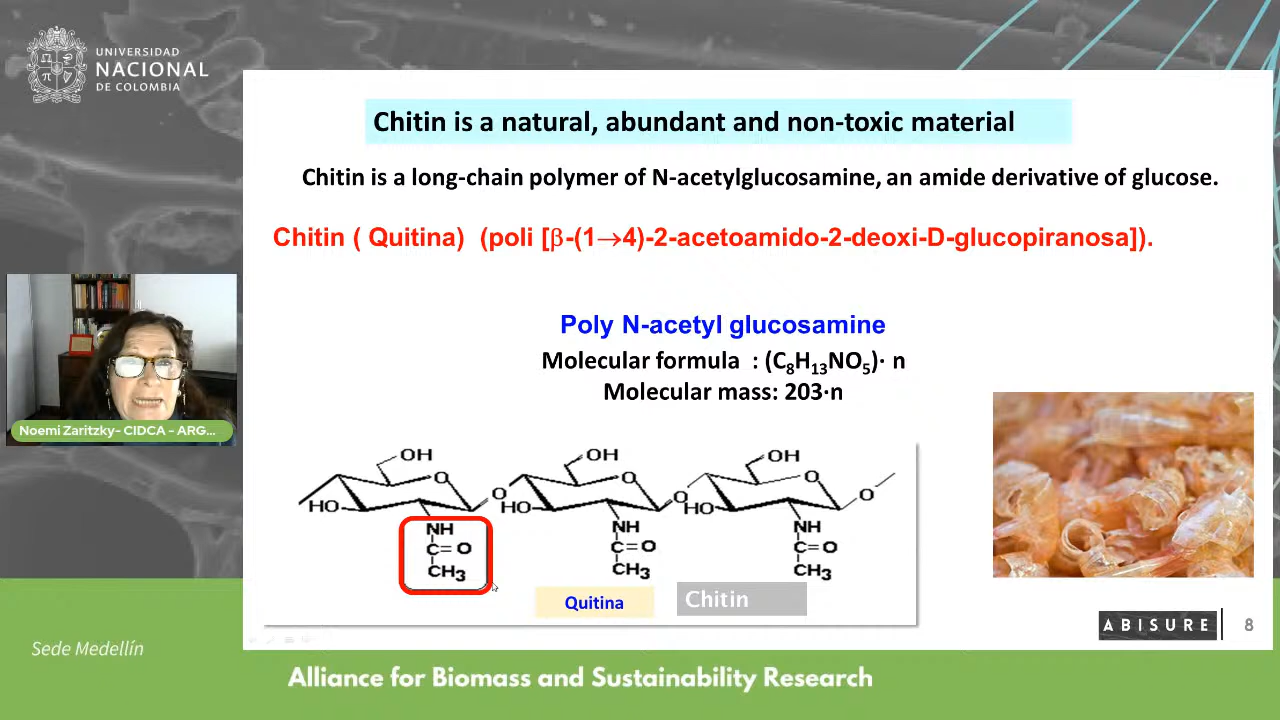 UNIVERSIDAD
NACIONAL
DE COLOMBIA
Chitin is a natural, abundant and non-toxic material
Chitin is a long-chain polymer of N-acetylglucosamine, an amide derivative of glucose.
Chitin ( Quitina) (poli [β-(1→4)-2-acetoamido-2-deoxi-D-glucopiranosa]).
Poly N-acetyl glucosamine
Molecular formula : (C₈H₁₃NO₅)· n
Molecular mass: 203·n
Noemi Zaritzky- CIDCA - ARG...
OH OH OH
O O O
O O O
HO HO HO
NH NH NH
C=O C=O C=O
CH₃ CH₃ CH₃
Quitina Chitin
ABISURE 8
Sede Medellín
Alliance for Biomass and Sustainability Research